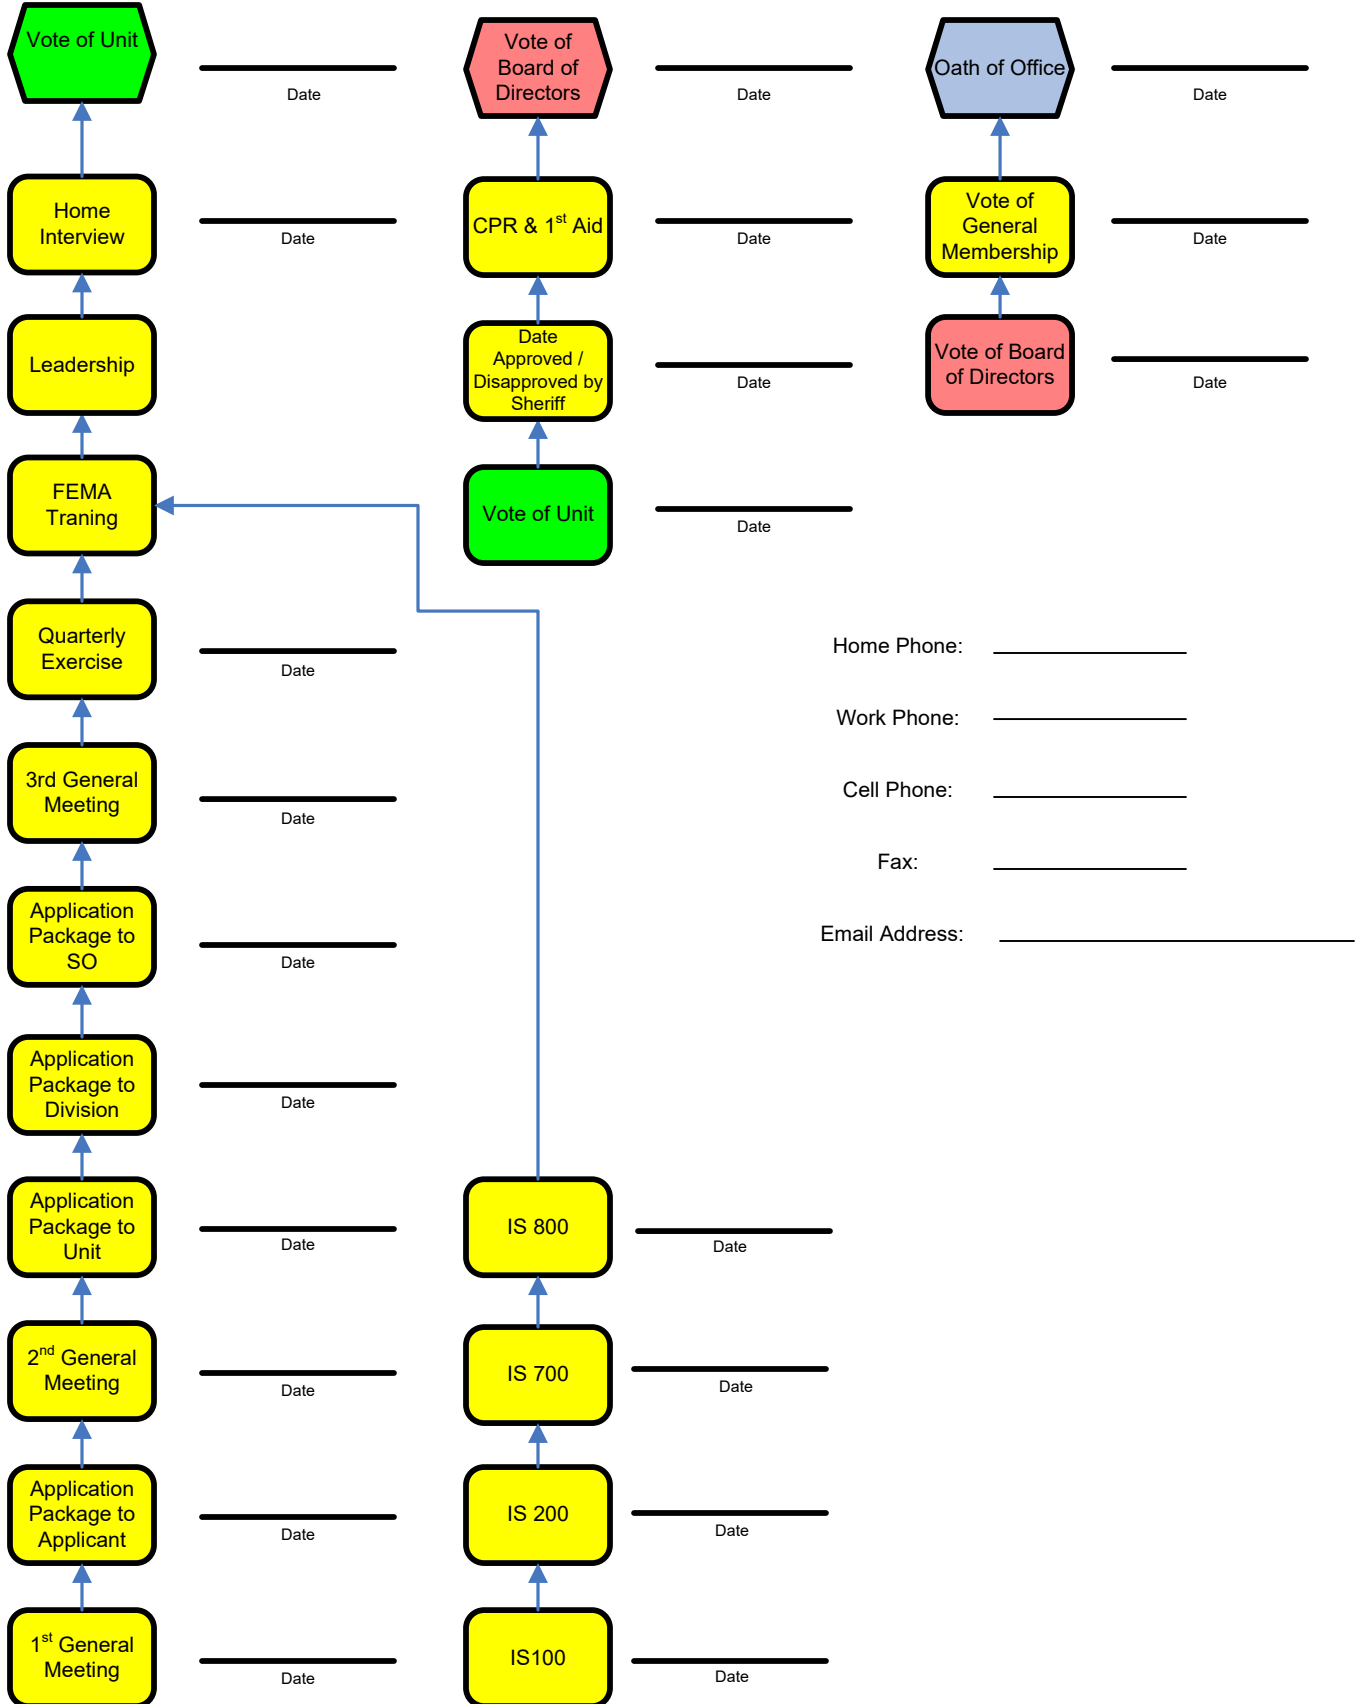 Vote of Unit
Date
Home
Interview
Date
Leadership
FEMA
Traning
Quarterly
Exercise
Date
3rd General
Meeting
Date
Application
Package to
SO
Date
Application
Package to
Division
Date
Application
Package to
Unit
Date
2nd General
Meeting
Date
Application
Package to
Applicant
Date
1st General
Meeting
Date
Vote of
Board of
Directors
Date
CPR & 1st Aid
Date
Date
Approved /
Disapproved by
Sheriff
Date
Vote of Unit
Date
IS 800
Date
IS 700
Date
IS 200
Date
IS100
Date
Oath of Office
Date
Vote of
General
Membership
Date
Vote of Board
of Directors
Date
Home Phone:
Work Phone:
Cell Phone:
Fax:
Email Address: